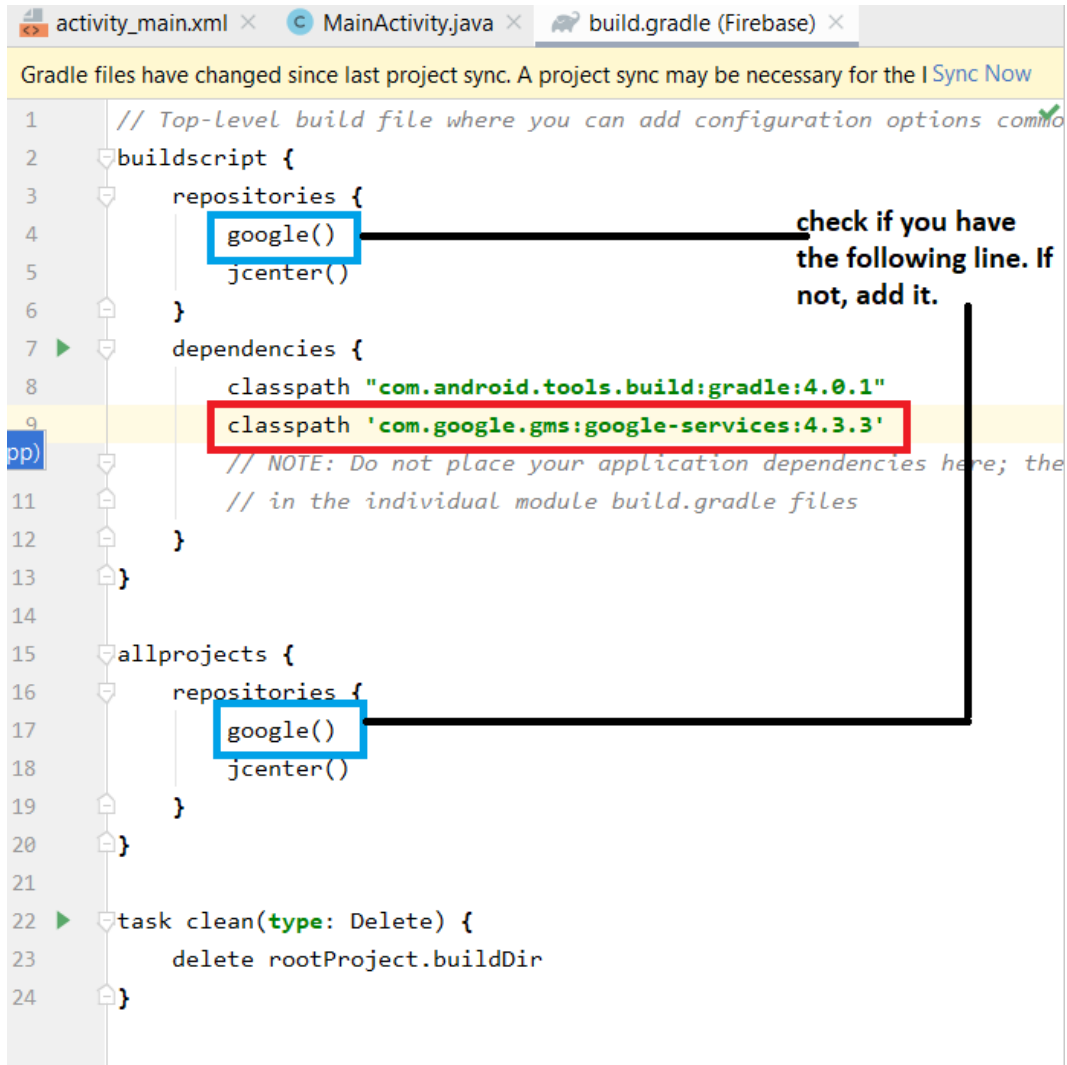 activity_main.xml × C MainActivity.java × build.gradle (Firebase) ×
Gradle files have changed since last project sync. A project sync may be necessary for the I Sync Now
1 // Top-level build file where you can add configuration options commo
2 buildscript {
3 repositories {
4 google()
5 jcenter()
6 }
7 dependencies {
8 classpath "com.android.tools.build:gradle:4.0.1"
9 classpath 'com.google.gms:google-services:4.3.3'
pp) // NOTE: Do not place your application dependencies here; the
11 // in the individual module build.gradle files
12 }
13 }
14
15 allprojects {
16 repositories {
17 google()
18 jcenter()
19 }
20 }
21
22 task clean(type: Delete) {
23 delete rootProject.buildDir
24 }
check if you have
the following line. If
not, add it.